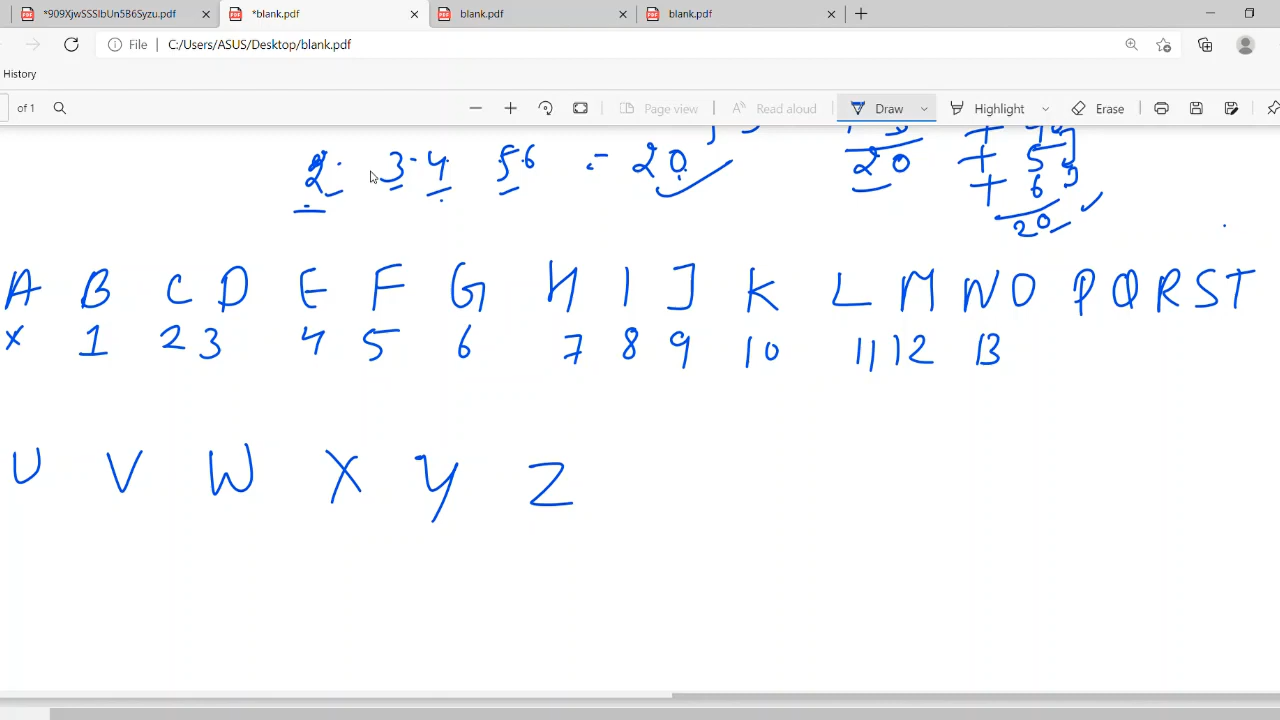 *909XjwSSSIbUn5B6Syzu.pdf *blank.pdf blank.pdf blank.pdf
File C:/Users/ASUS/Desktop/blank.pdf
History
of 1 Page view Read aloud Draw Highlight Erase
2. 3.4 5.6 = 20 20 + 5
+ 6
20
A B C D E F G H I J K L M N O P Q R S T
x 1 2 3 4 5 6 7 8 9 10 11 12 13
U V W X Y Z